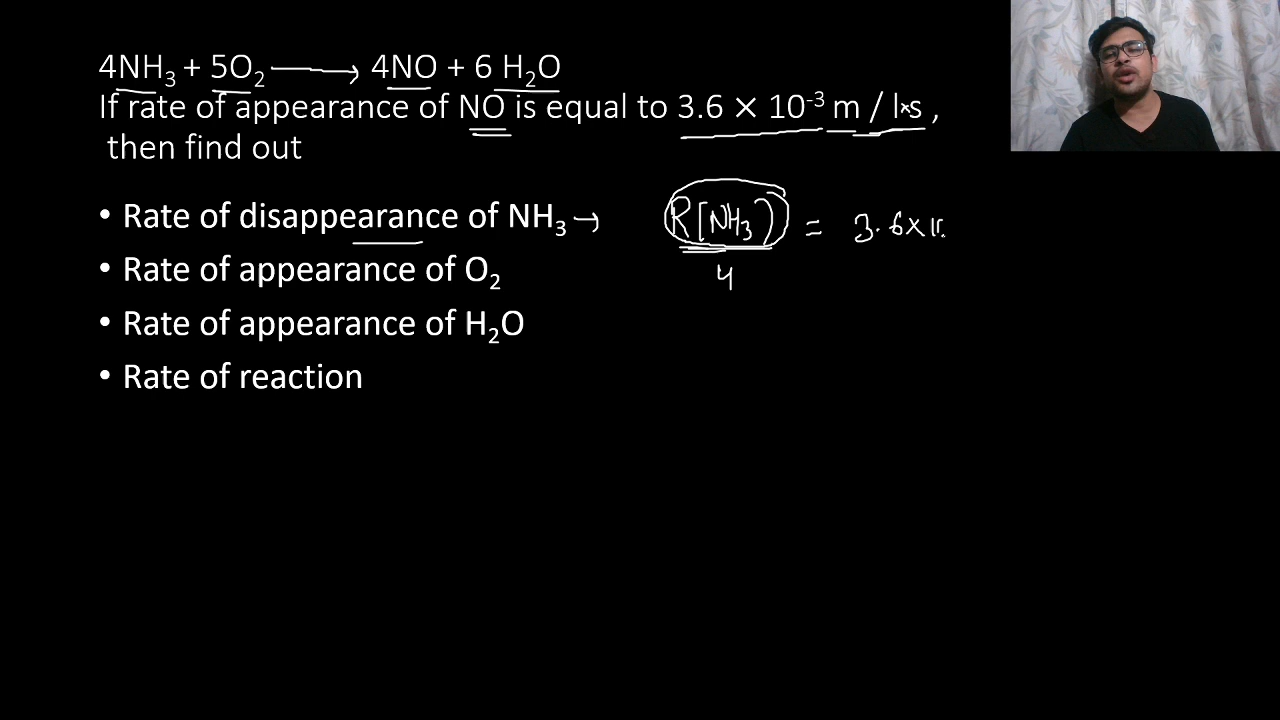 4NH₃ + 5O₂ ⟶ 4NO + 6 H₂O
If rate of appearance of NO is equal to 3.6 × 10⁻³ m / l×s ,
then find out
• Rate of disappearance of NH₃ → R[NH₃) = 3.6×
4
• Rate of appearance of O₂
• Rate of appearance of H₂O
• Rate of reaction